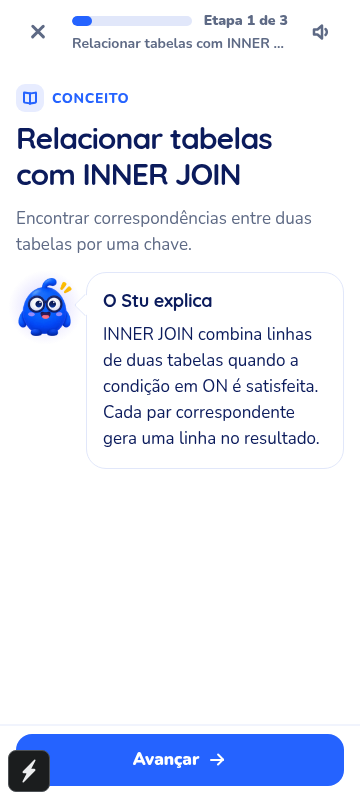 Etapa 1 de 3
Relacionar tabelas com INNER ...
CONCEITO
Relacionar tabelas
com INNER JOIN
Encontrar correspondências entre duas
tabelas por uma chave.
O Stu explica
INNER JOIN combina linhas
de duas tabelas quando a
condição em ON é satisfeita.
Cada par correspondente
gera uma linha no resultado.
Avançar